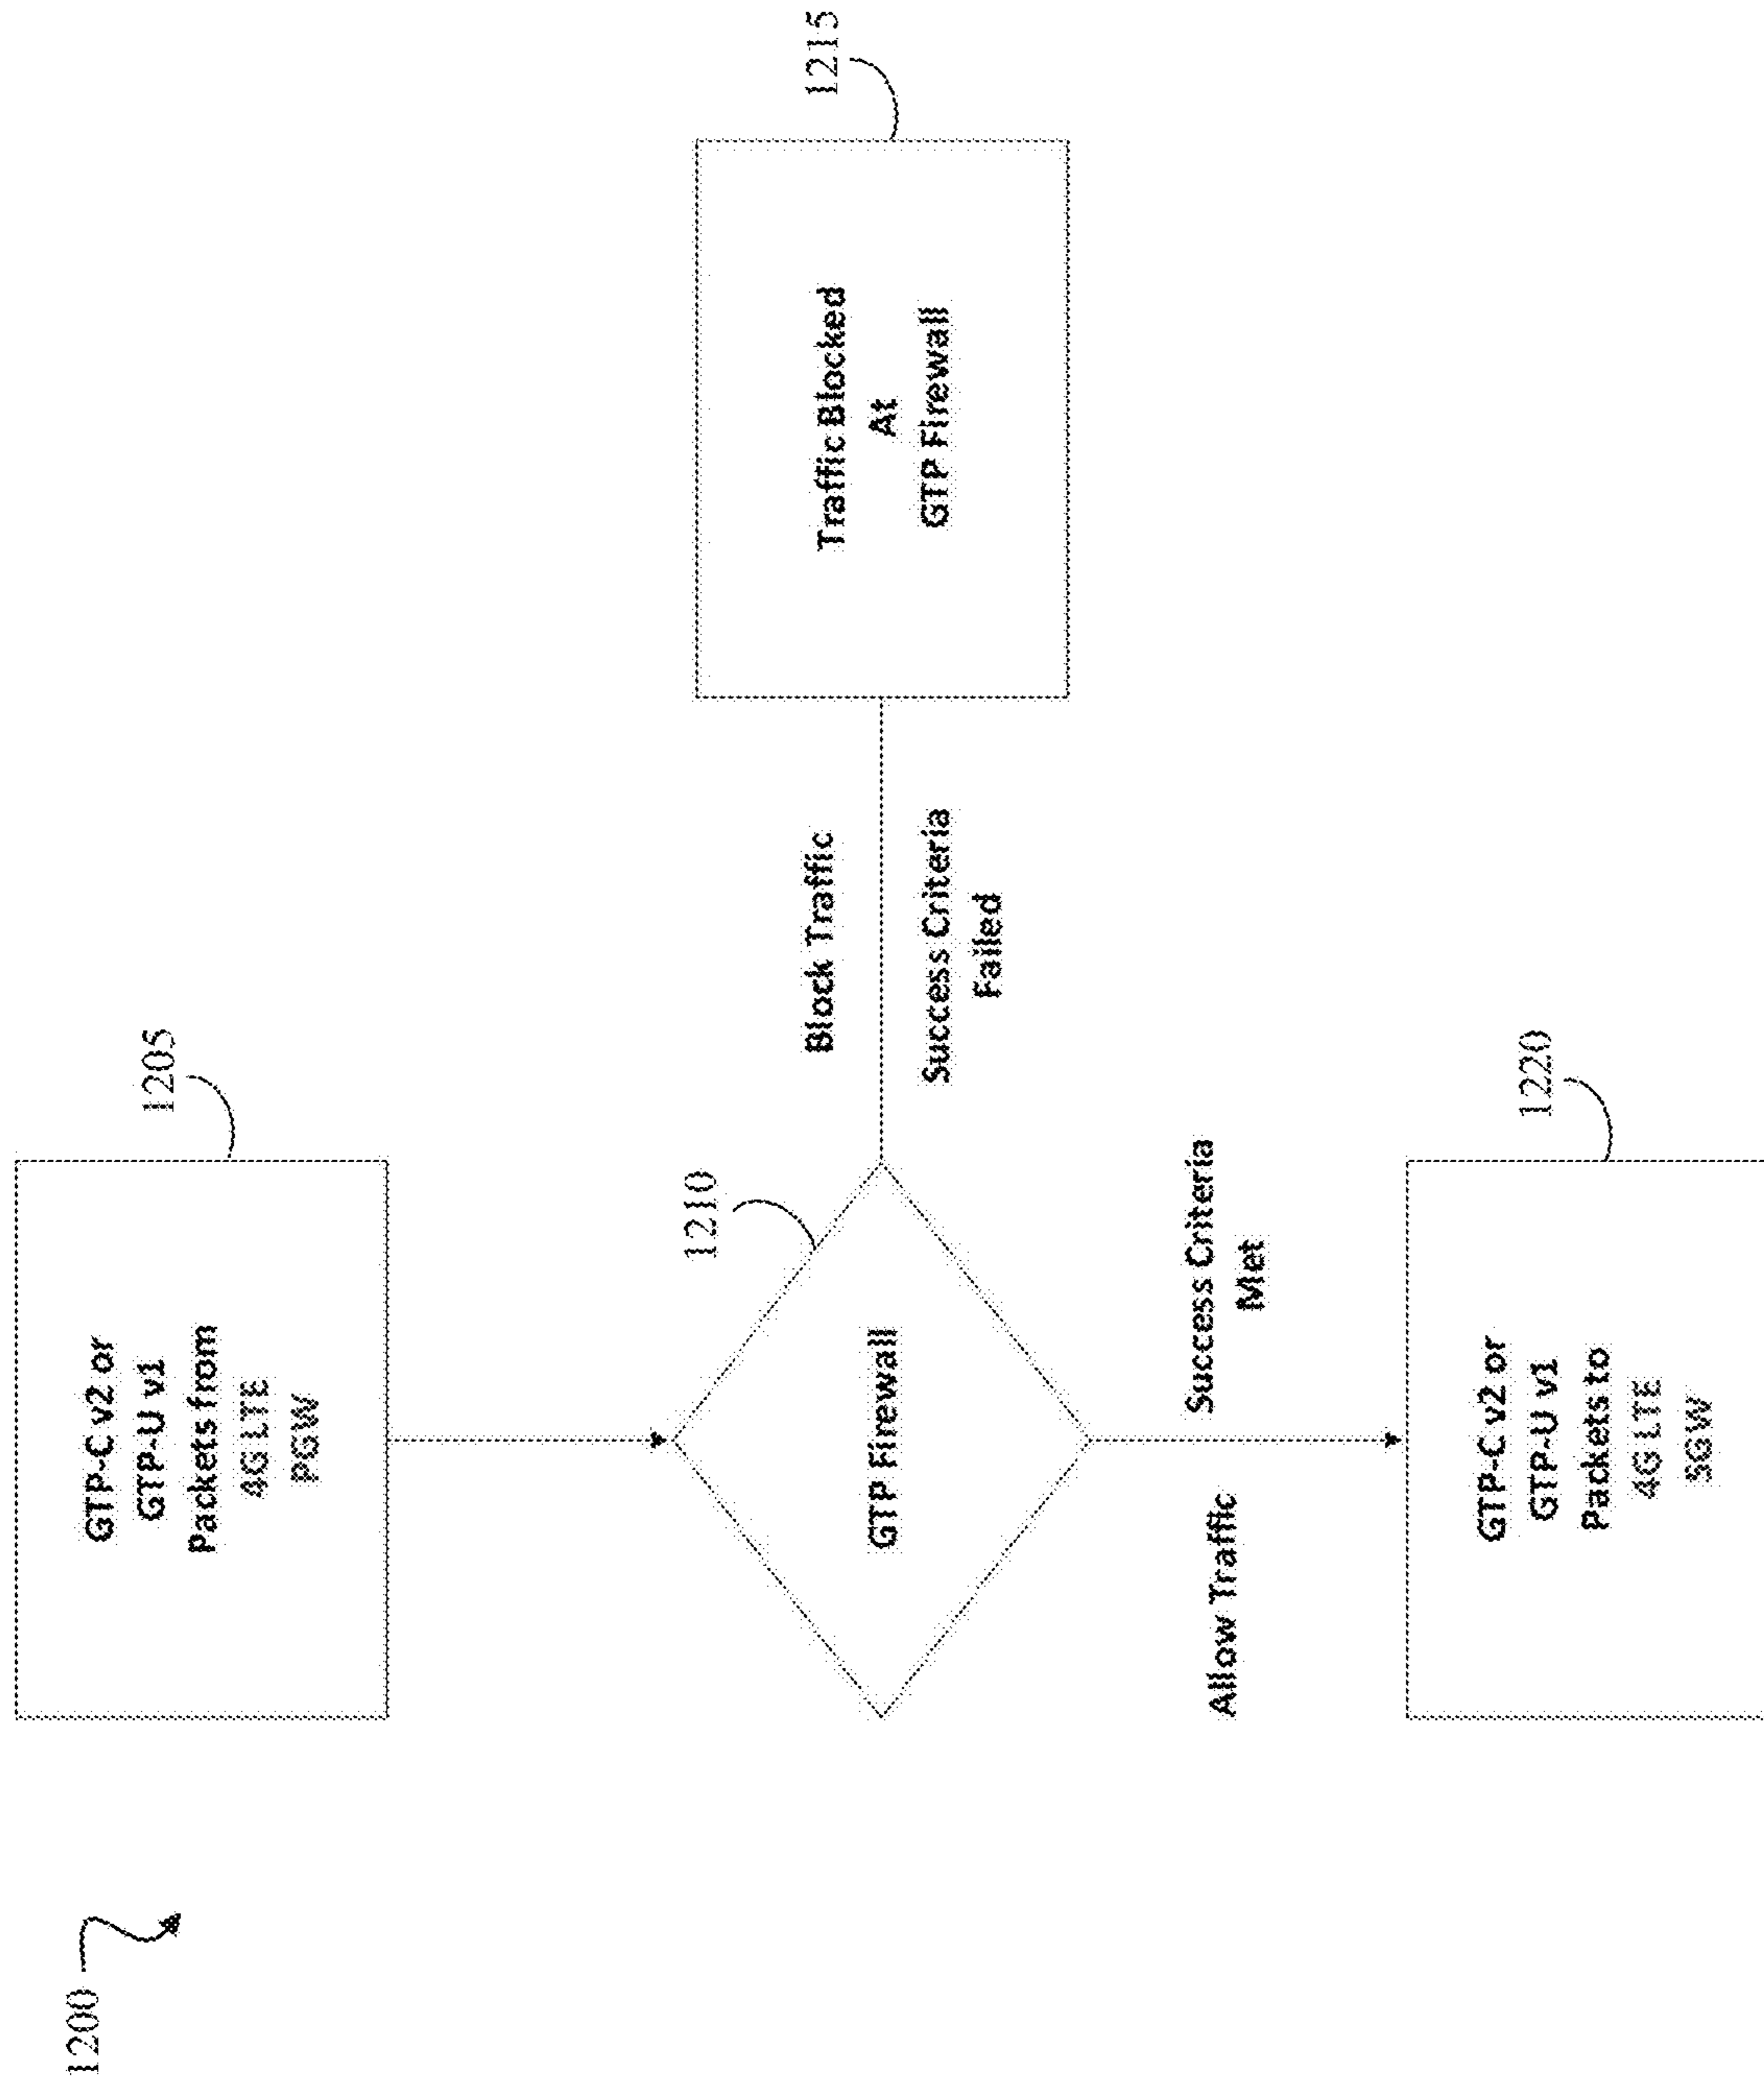 1200
1205
GTP-C v2 or
GTP-U v1
Packets from
4G LTE
PGW
1210
GTP Firewall
Block Traffic
Success Criteria
Failed
1215
Traffic Blocked
At
GTP Firewall
Allow Traffic
Success Criteria
Met
1220
GTP-C v2 or
GTP-U v1
Packets to
4G LTE
SGW